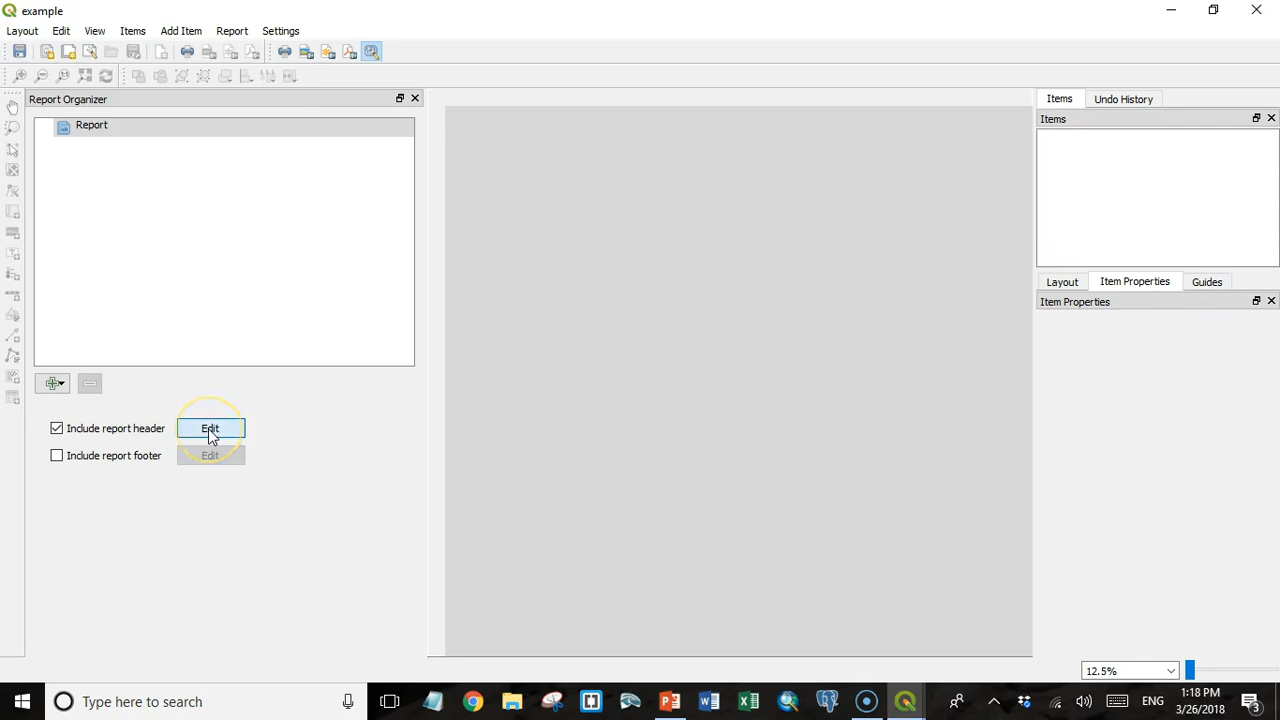 example
Layout Edit View Items Add Item Report Settings
Report Organizer
Report
Include report header Edit
Include report footer Edit
Items Undo History
Items
Layout Item Properties Guides
Item Properties
12.5%
Type here to search
ENG
1:18 PM
3/26/2018
3